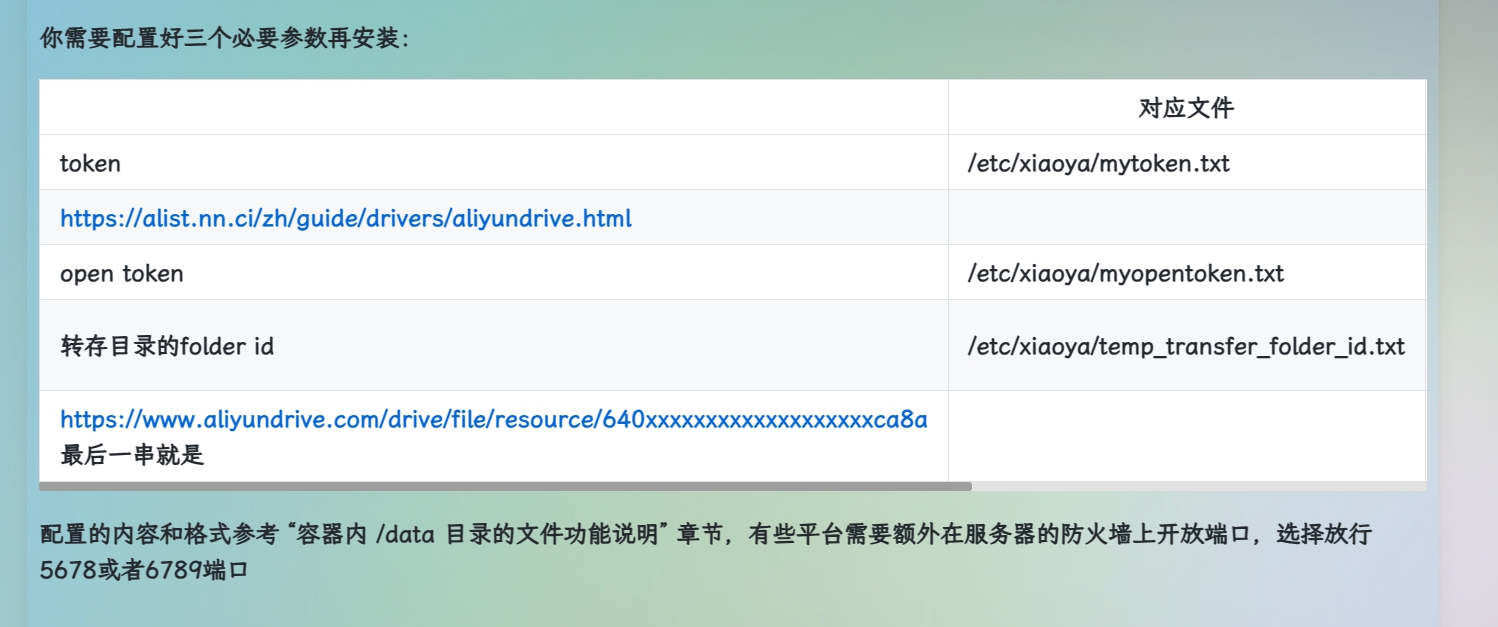 你需要配置好三个必要参数再安装：
对应文件
token /etc/xiaoya/mytoken.txt
https://alist.nn.ci/zh/guide/drivers/aliyundrive.html
open token /etc/xiaoya/myopentoken.txt
转存目录的folder id /etc/xiaoya/temp_transfer_folder_id.txt
https://www.aliyundrive.com/drive/file/resource/640xxxxxxxxxxxxxxxxxxxca8a
最后一串就是
配置的内容和格式参考 “容器内 /data 目录的文件功能说明” 章节，有些平台需要额外在服务器的防火墙上开放端口，选择放行
5678或者6789端口